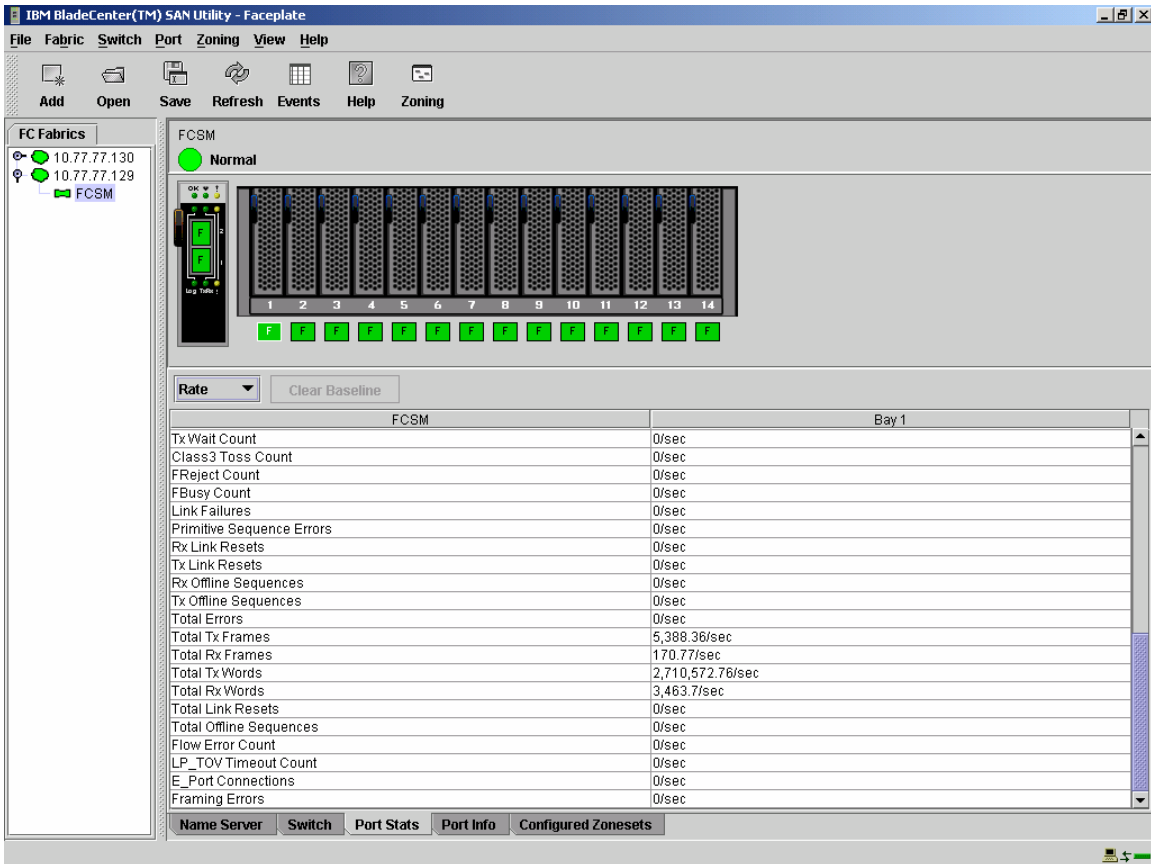 IBM BladeCenter(TM) SAN Utility - Faceplate
File Fabric Switch Port Zoning View Help
Add Open Save Refresh Events Help Zoning
FC Fabrics
10.77.77.130
10.77.77.129
FCSM
FCSM
Normal
OK !
F 2
F 1
Log TxRx !
1 2 3 4 5 6 7 8 9 10 11 12 13 14
F F F F F F F F F F F F F F
Rate Clear Baseline
FCSM Bay 1
Tx Wait Count 0/sec
Class3 Toss Count 0/sec
FReject Count 0/sec
FBusy Count 0/sec
Link Failures 0/sec
Primitive Sequence Errors 0/sec
Rx Link Resets 0/sec
Tx Link Resets 0/sec
Rx Offline Sequences 0/sec
Tx Offline Sequences 0/sec
Total Errors 0/sec
Total Tx Frames 5,388.36/sec
Total Rx Frames 170.77/sec
Total Tx Words 2,710,572.76/sec
Total Rx Words 3,463.7/sec
Total Link Resets 0/sec
Total Offline Sequences 0/sec
Flow Error Count 0/sec
LP_TOV Timeout Count 0/sec
E_Port Connections 0/sec
Framing Errors 0/sec
Name Server Switch Port Stats Port Info Configured Zonesets